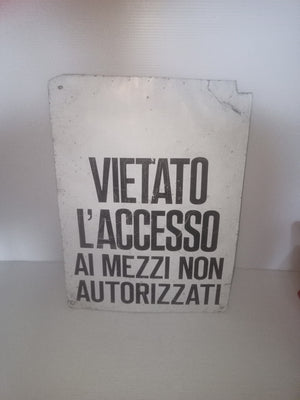 VIETATO
L'ACCESSO
AI MEZZI NON
AUTORIZZATI